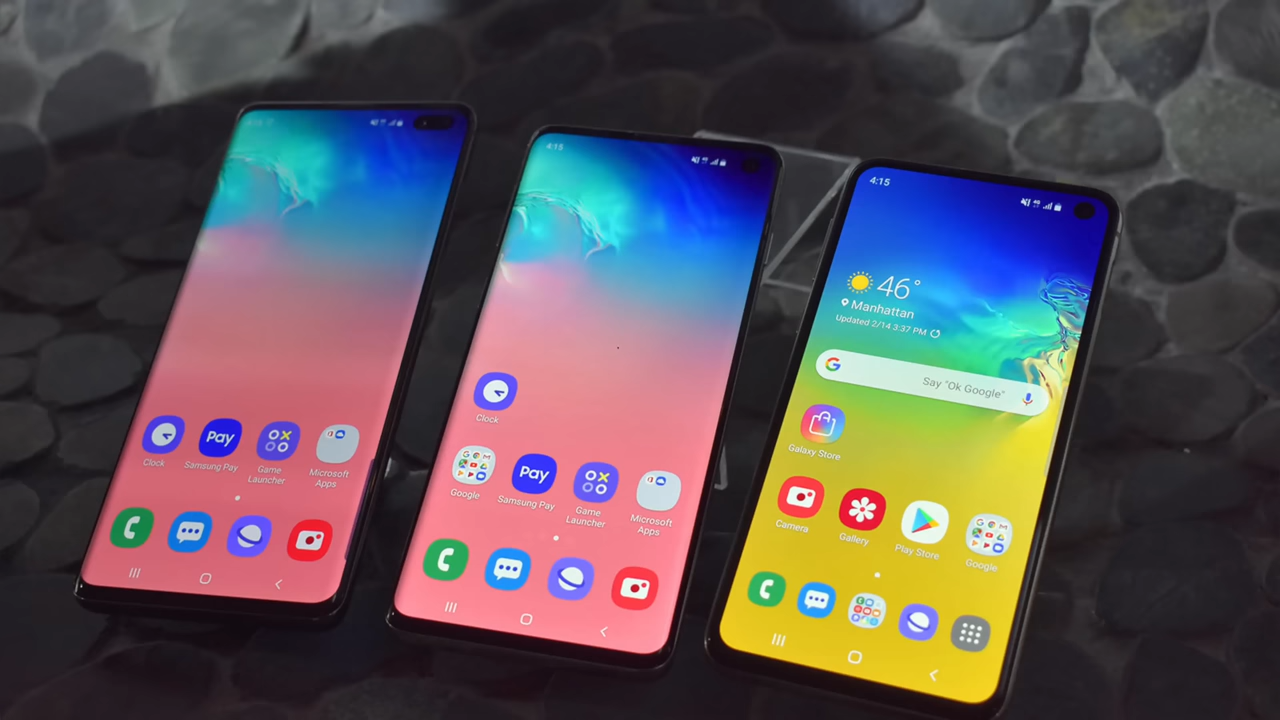 Clock
Pay
Samsung Pay
Game
Launcher
Microsoft
Apps
4:15
Clock
Google
Pay
Samsung Pay
Game
Launcher
Microsoft
Apps
4:15
46°
Manhattan
Updated 2/14 3:37 PM
G
Say "Ok Google"
Galaxy Store
Camera
Gallery
Play Store
Google